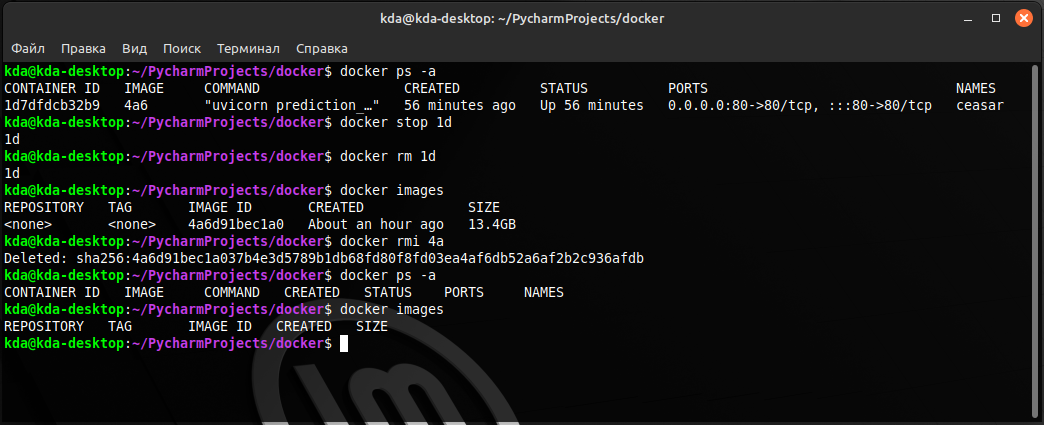 kda@kda-desktop: ~/PycharmProjects/docker
Файл Правка Вид Поиск Терминал Справка
kda@kda-desktop:~/PycharmProjects/docker$ docker ps -a
CONTAINER ID   IMAGE     COMMAND                  CREATED          STATUS          PORTS                               NAMES
1d7dfdcb32b9   4a6       "uvicorn prediction_…"   56 minutes ago   Up 56 minutes   0.0.0.0:80->80/tcp, :::80->80/tcp   ceasar
kda@kda-desktop:~/PycharmProjects/docker$ docker stop 1d
1d
kda@kda-desktop:~/PycharmProjects/docker$ docker rm 1d
1d
kda@kda-desktop:~/PycharmProjects/docker$ docker images
REPOSITORY   TAG       IMAGE ID       CREATED             SIZE
<none>       <none>    4a6d91bec1a0   About an hour ago   13.4GB
kda@kda-desktop:~/PycharmProjects/docker$ docker rmi 4a
Deleted: sha256:4a6d91bec1a037b4e3d5789b1db68fd80f8fd03ea4af6db52a6af2b2c936afdb
kda@kda-desktop:~/PycharmProjects/docker$ docker ps -a
CONTAINER ID   IMAGE     COMMAND   CREATED   STATUS    PORTS     NAMES
kda@kda-desktop:~/PycharmProjects/docker$ docker images
REPOSITORY   TAG       IMAGE ID   CREATED   SIZE
kda@kda-desktop:~/PycharmProjects/docker$